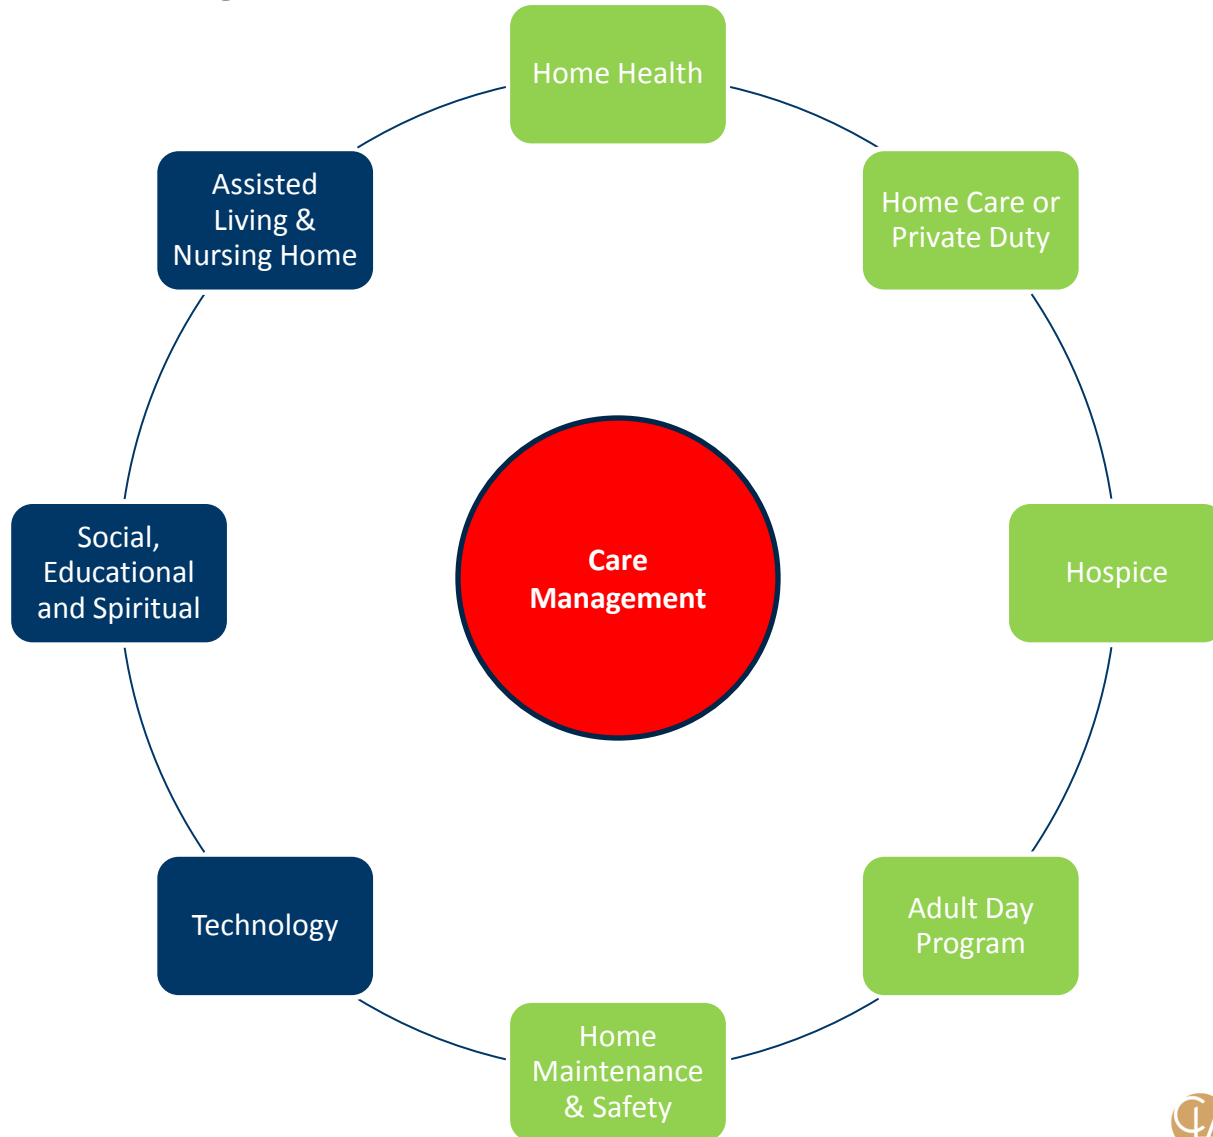 Home Health
Home Care or
Private Duty
Hospice
Adult Day
Program
Home
Maintenance
& Safety
Technology
Social,
Educational
and Spiritual
Assisted
Living &
Nursing Home
Care
Management